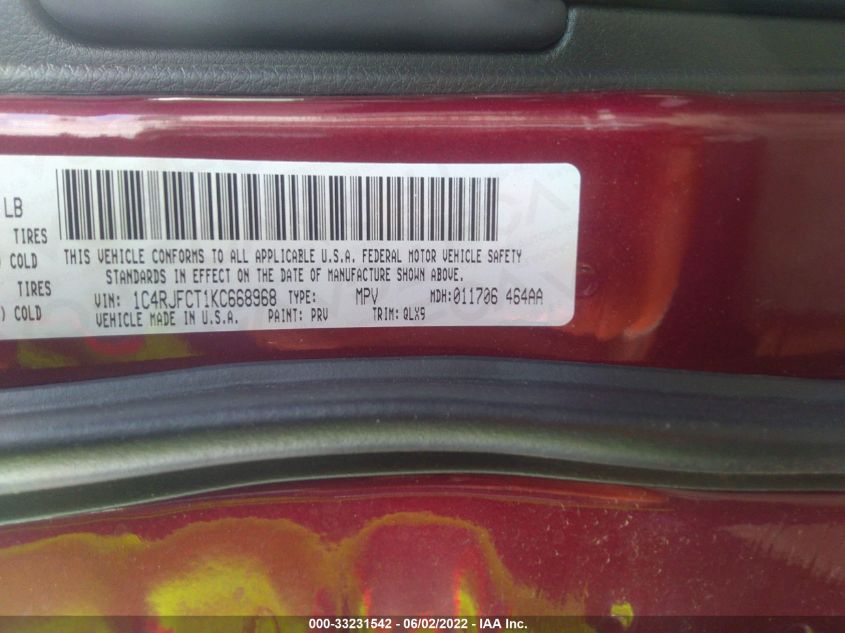 LB
TIRES
COLD
TIRES
) COLD
THIS VEHICLE CONFORMS TO ALL APPLICABLE U.S.A. FEDERAL MOTOR VEHICLE SAFETY
STANDARDS IN EFFECT ON THE DATE OF MANUFACTURE SHOWN ABOVE.
VIN: 1C4RJFCT1KC668968 TYPE: MPV MDH:011706 464AA
VEHICLE MADE IN U.S.A. PAINT: PRV TRIM: QLX9
000-33231542 - 06/02/2022 - IAA Inc.